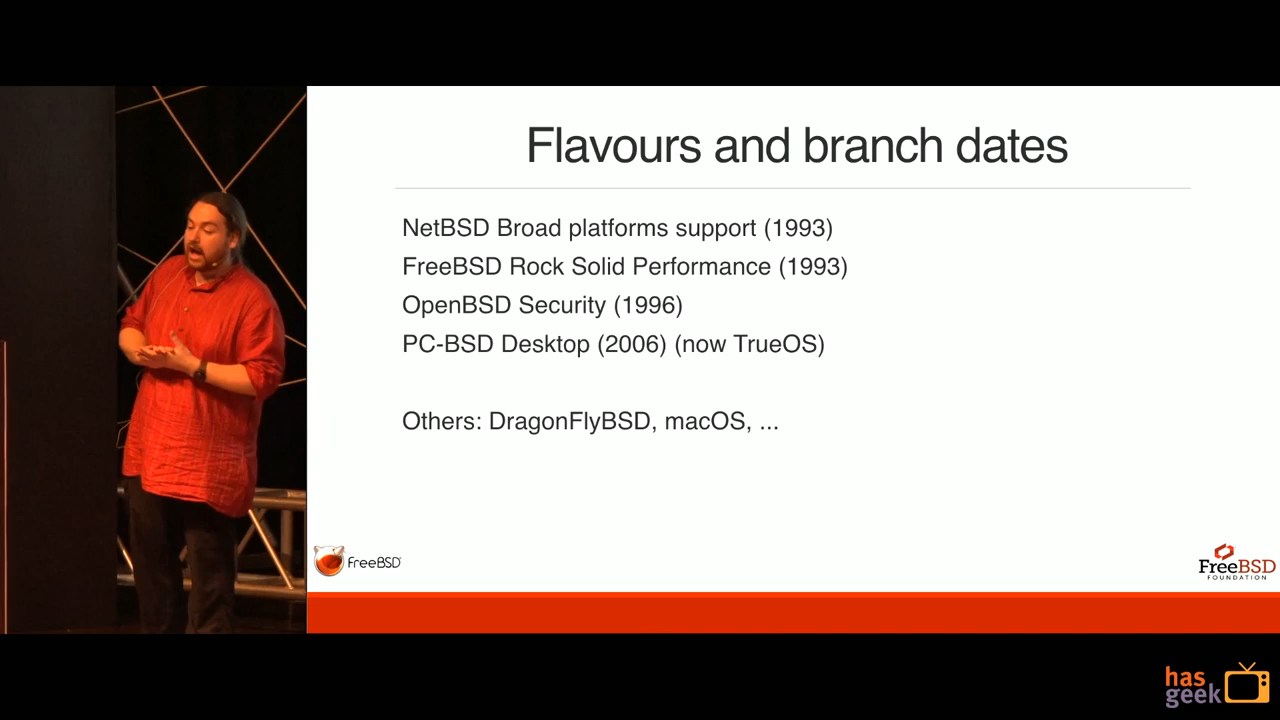 Flavours and branch dates
NetBSD Broad platforms support (1993)
FreeBSD Rock Solid Performance (1993)
OpenBSD Security (1996)
PC-BSD Desktop (2006) (now TrueOS)
Others: DragonFlyBSD, macOS, ...
FreeBSD
FreeBSD
FOUNDATION
has
geek